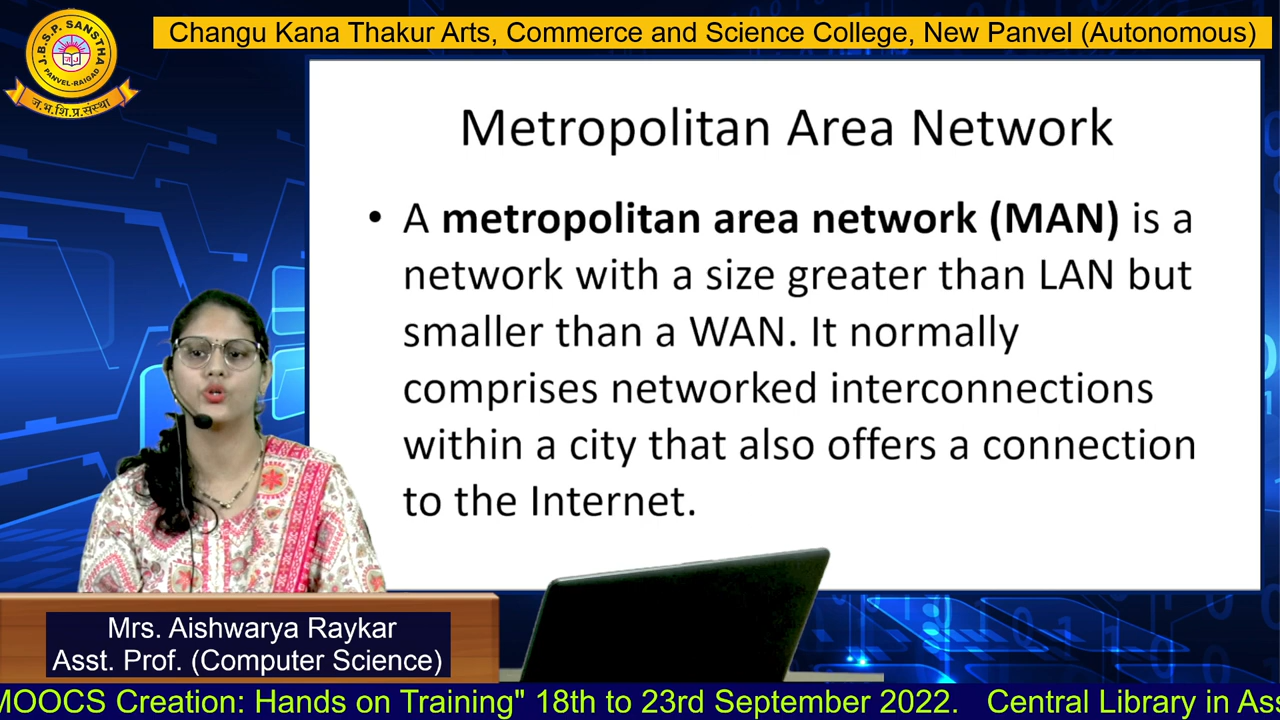 Changu Kana Thakur Arts, Commerce and Science College, New Panvel (Autonomous)
J.B.S.P. SANSTHA
PANVEL-RAIGAD
ज.भ.शि.प्र.संस्था
Metropolitan Area Network
• A metropolitan area network (MAN) is a
network with a size greater than LAN but
smaller than a WAN. It normally
comprises networked interconnections
within a city that also offers a connection
to the Internet.
Mrs. Aishwarya Raykar
Asst. Prof. (Computer Science)
MOOCS Creation: Hands on Training" 18th to 23rd September 2022. Central Library in Ass